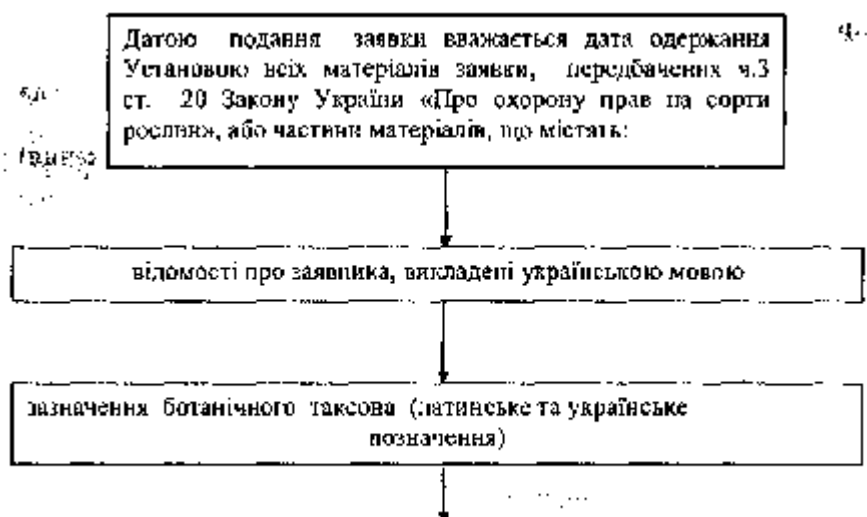 Датою подання заявки вважається дата одержання
Установою всіх матеріалів заявки, передбачених ч.3
ст. 20 Закону України «Про охорону прав на сорти
рослин», або частини матеріалів, що містять:
відомості про заявника, викладені українською мовою
зазначення ботанічного таксова (латинське та українське
позначення)